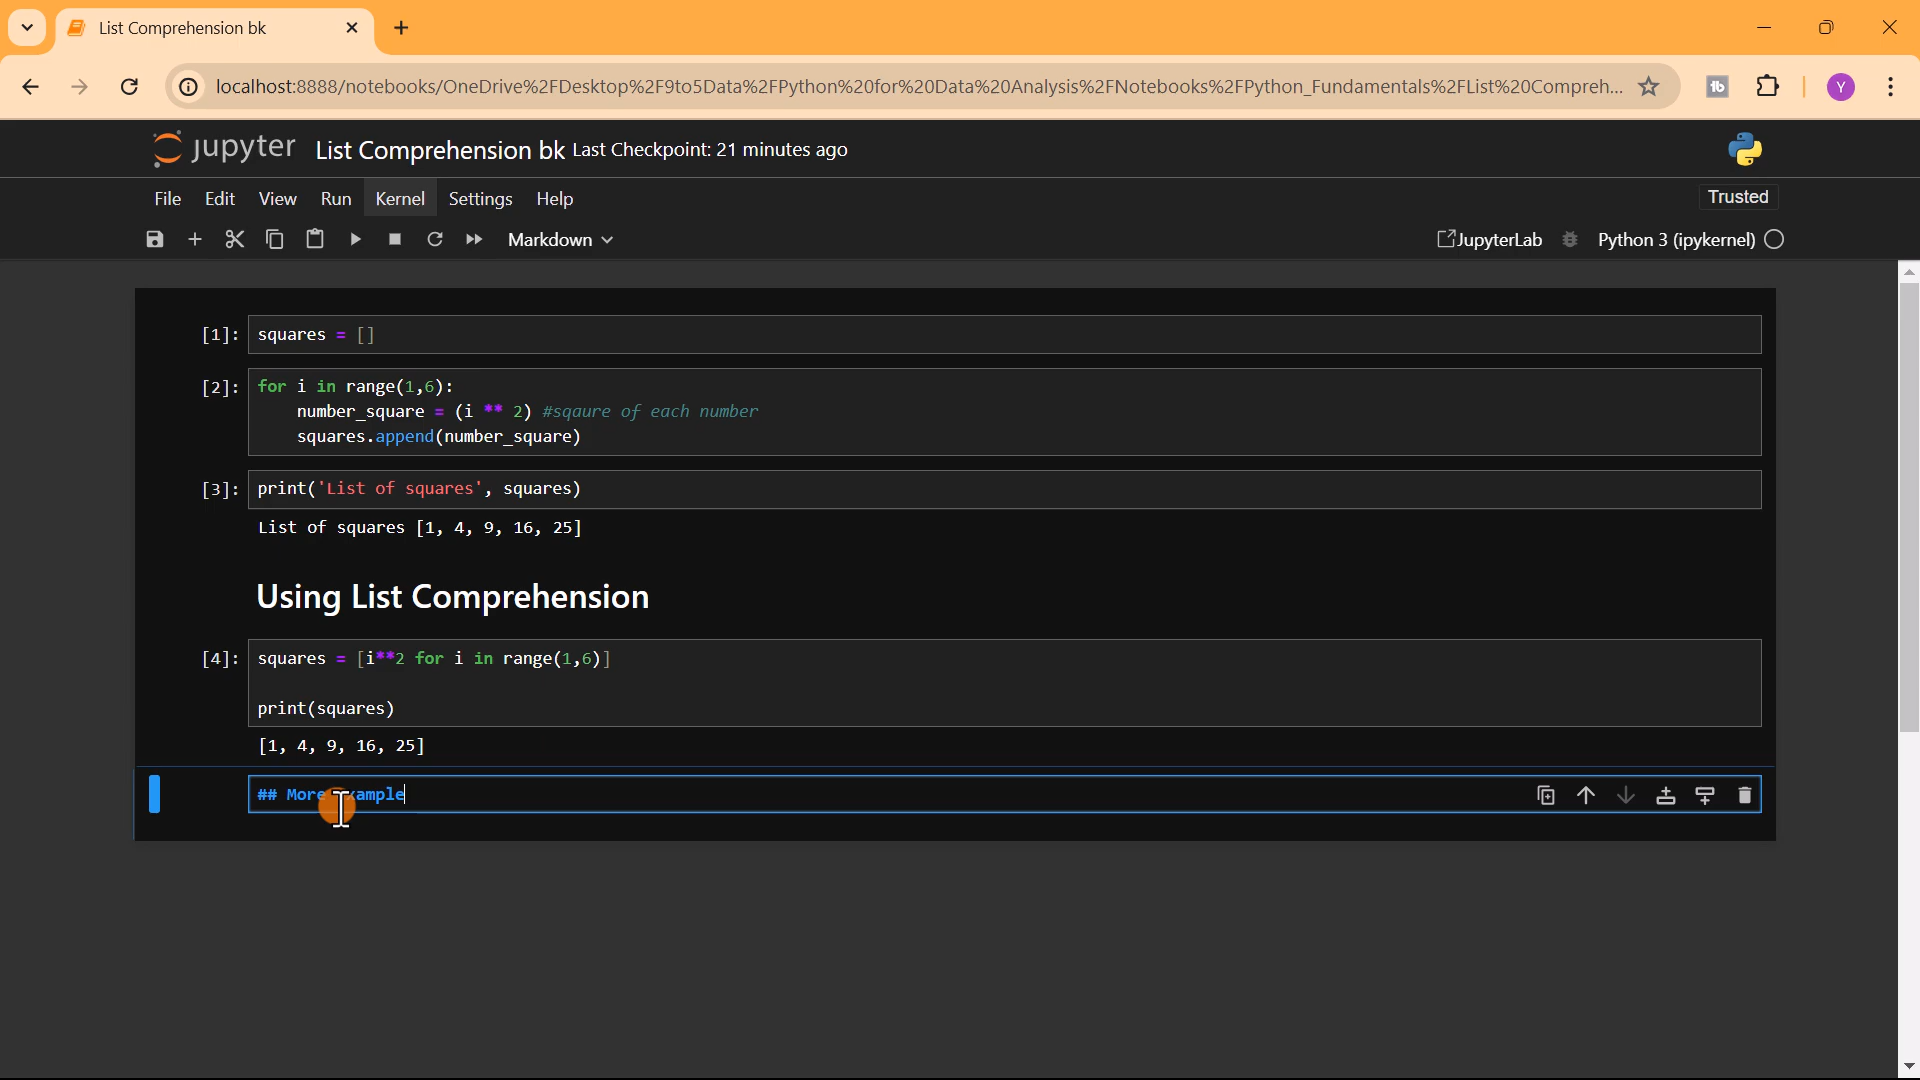 List Comprehension bk
localhost:8888/notebooks/OneDrive%2FDesktop%2F9to5Data%2FPython%20for%20Data%20Analysis%2FNotebooks%2FPython_Fundamentals%2FList%20Compreh...
tb
Y
jupyter List Comprehension bk Last Checkpoint: 21 minutes ago
File Edit View Run Kernel Settings Help
Trusted
Markdown
JupyterLab
Python 3 (ipykernel)
[1]: squares = []
[2]: for i in range(1,6):
number_square = (i ** 2) #sqaure of each number
squares.append(number_square)
[3]: print('List of squares', squares)
List of squares [1, 4, 9, 16, 25]
Using List Comprehension
[4]: squares = [i**2 for i in range(1,6)]
print(squares)
[1, 4, 9, 16, 25]
## More